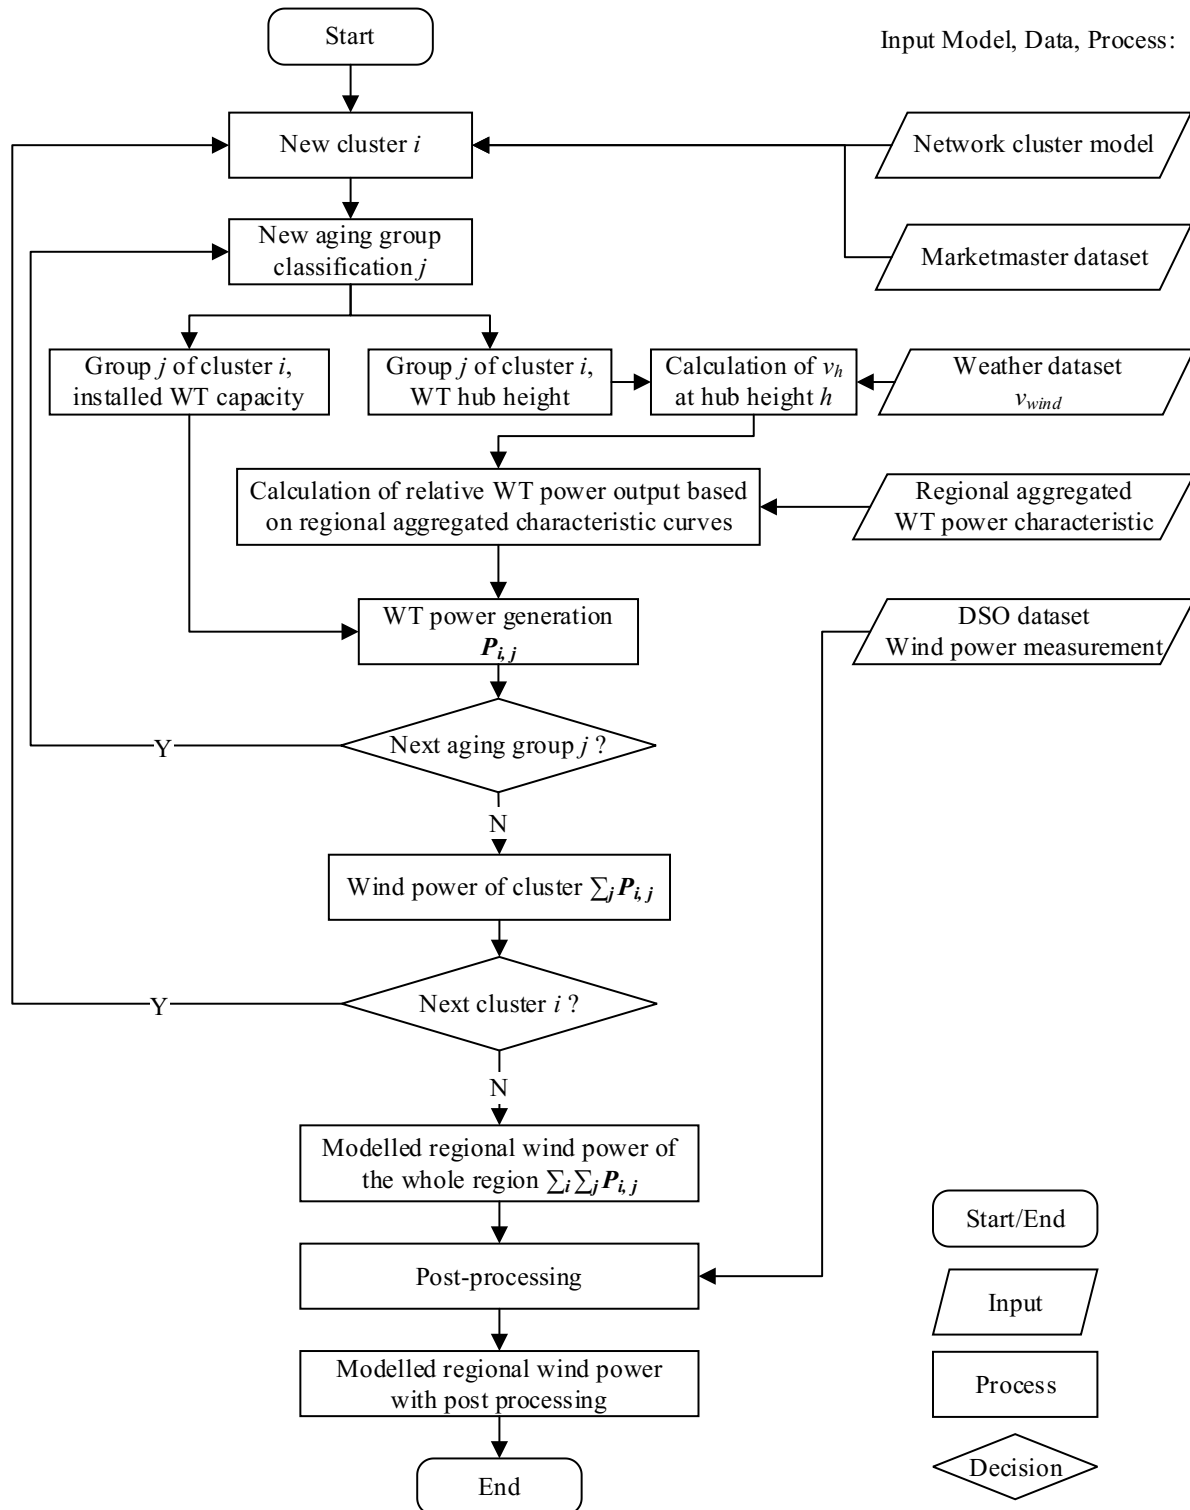 Start
Input Model, Data, Process:
New cluster i
Network cluster model
New aging group
classification j
Marketmaster dataset
Group j of cluster i,
installed WT capacity
Group j of cluster i,
WT hub height
Calculation of vh
at hub height h
Weather dataset
vwind
Calculation of relative WT power output based
on regional aggregated characteristic curves
Regional aggregated
WT power characteristic
WT power generation
Pi, j
DSO dataset
Wind power measurement
Next aging group j ?
Y
N
Wind power of cluster ∑j Pi, j
Next cluster i ?
Y
N
Modelled regional wind power of
the whole region ∑i ∑j Pi, j
Post-processing
Modelled regional wind power
with post processing
End
Start/End
Input
Process
Decision